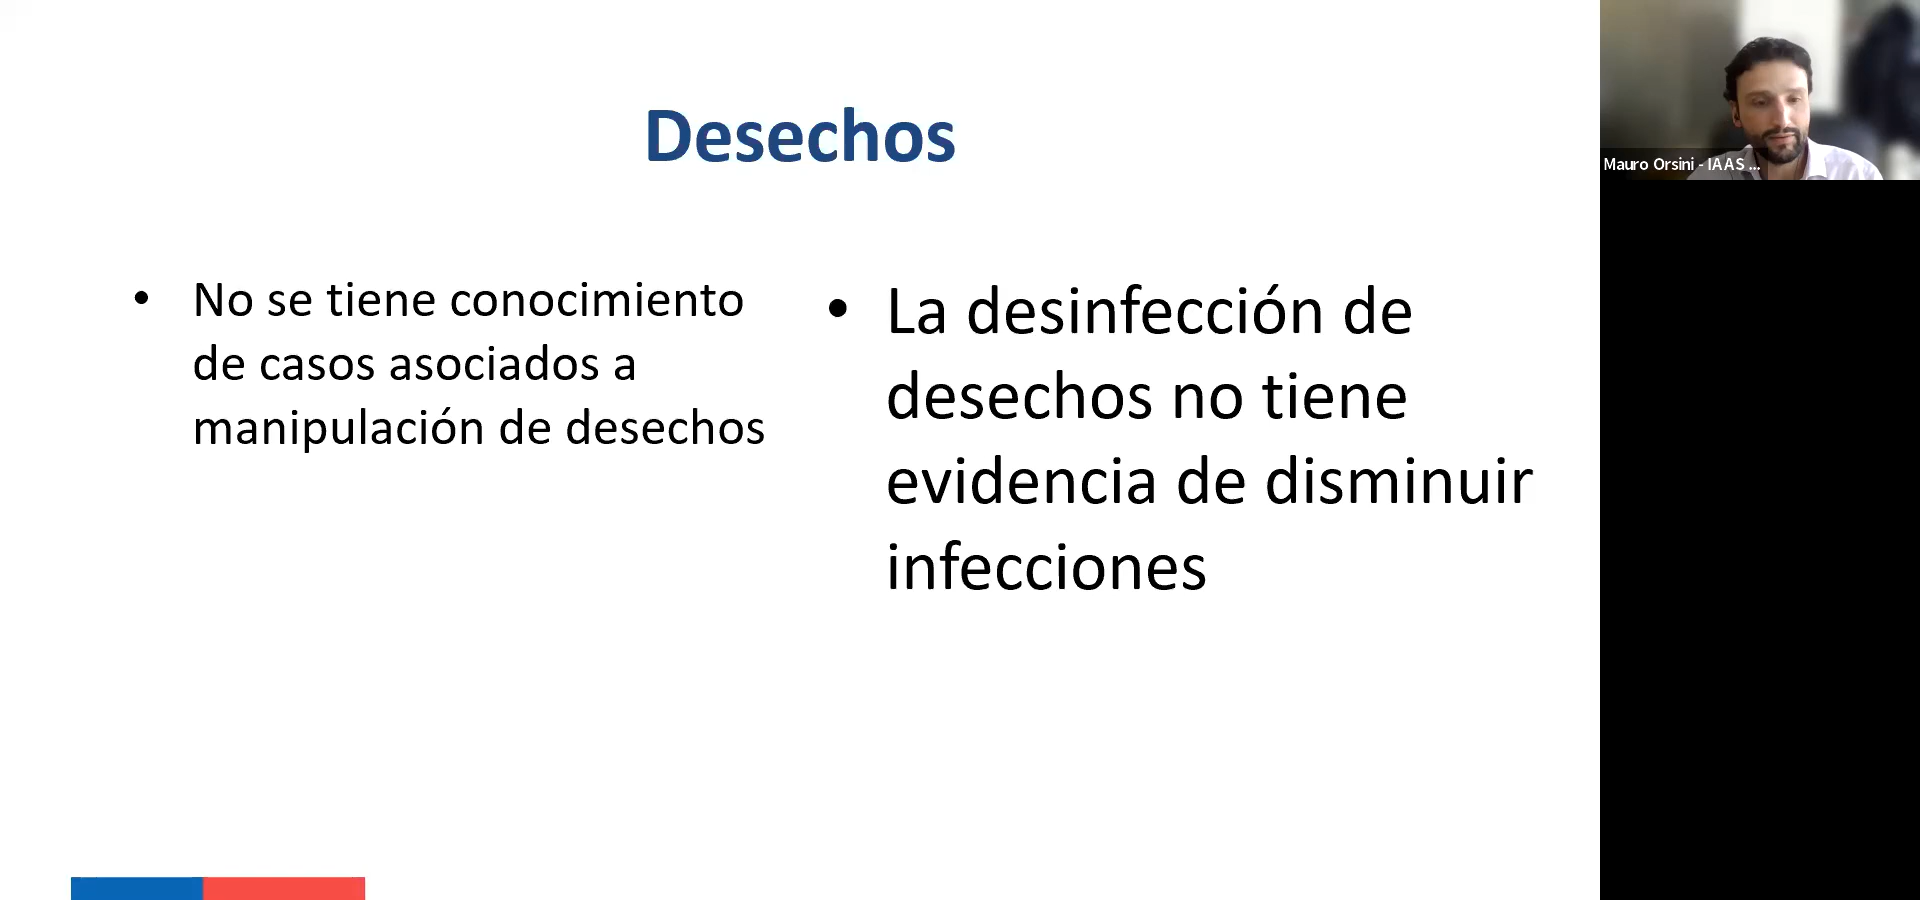 Desechos
• No se tiene conocimiento
de casos asociados a
manipulación de desechos
• La desinfección de
desechos no tiene
evidencia de disminuir
infecciones
Mauro Orsini - IAAS ...